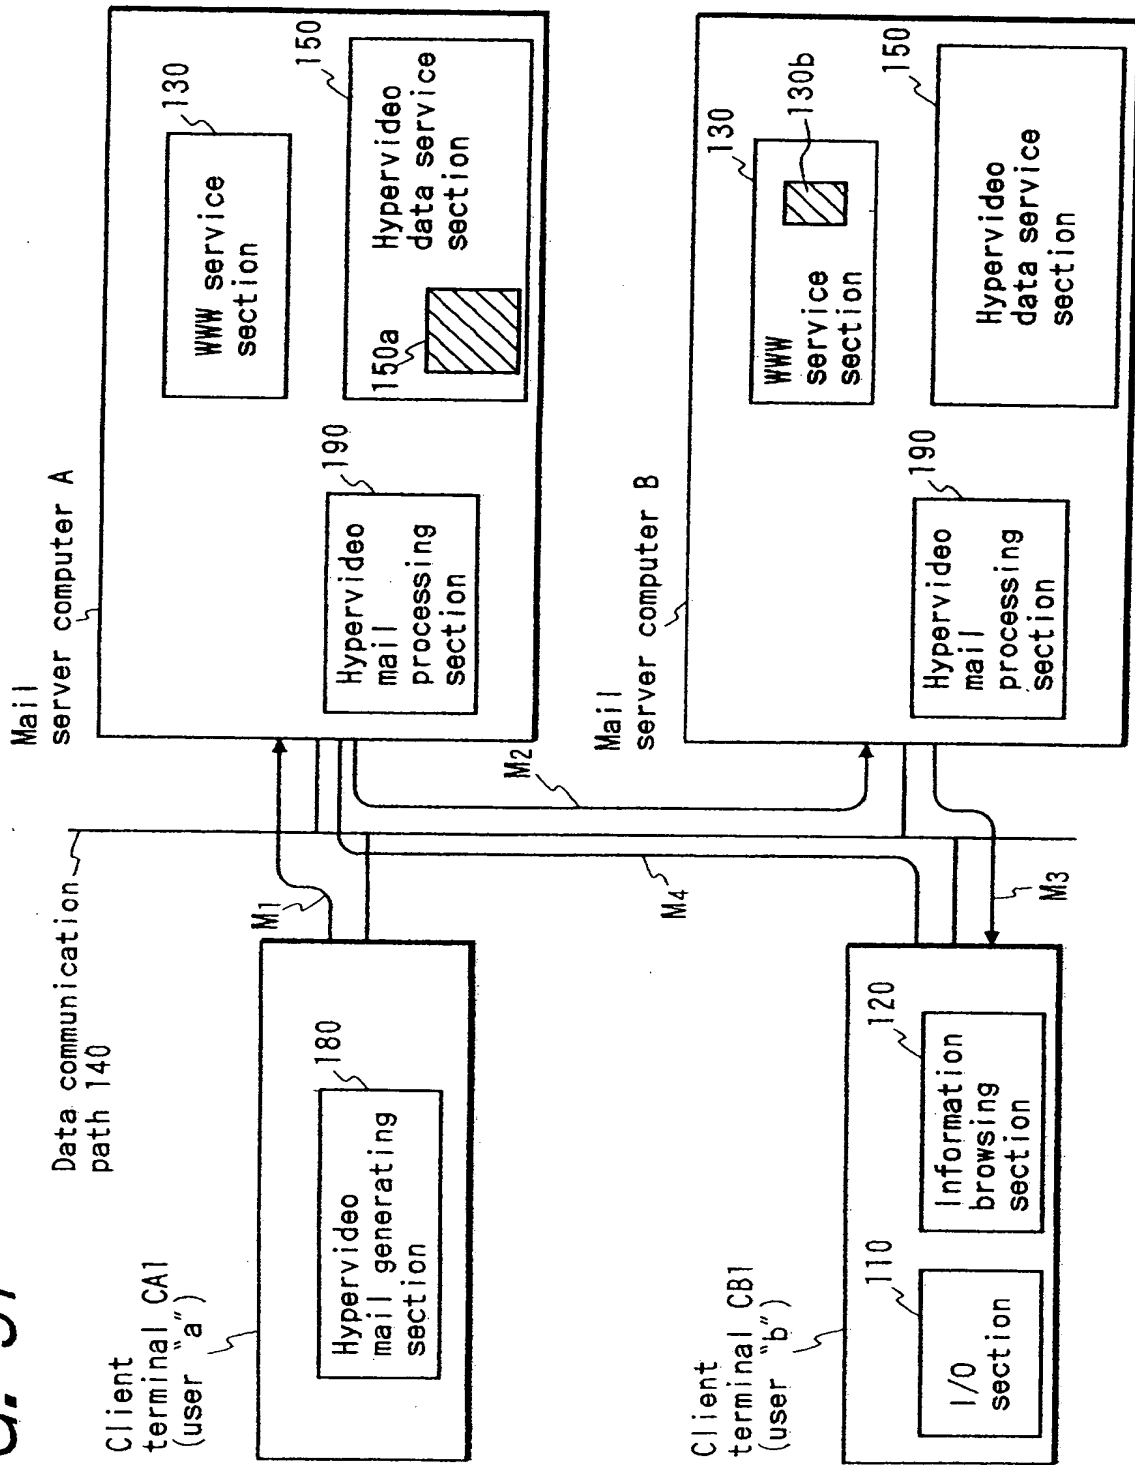 Client
terminal CA1
(user "a")
Data communication
path 140
Mail
server computer A
180
Hypervideo
mail generating
section
M1
130
WWW service
section
190
Hypervideo
mail
processing
section
150
Hypervideo
data service
section
150a
M2
M4
Client
terminal CB1
(user "b")
Mail
server computer B
110
I/O
section
120
Information
browsing
section
M3
130
130b
WWW
service
section
190
Hypervideo
mail
processing
section
150
Hypervideo
data service
section